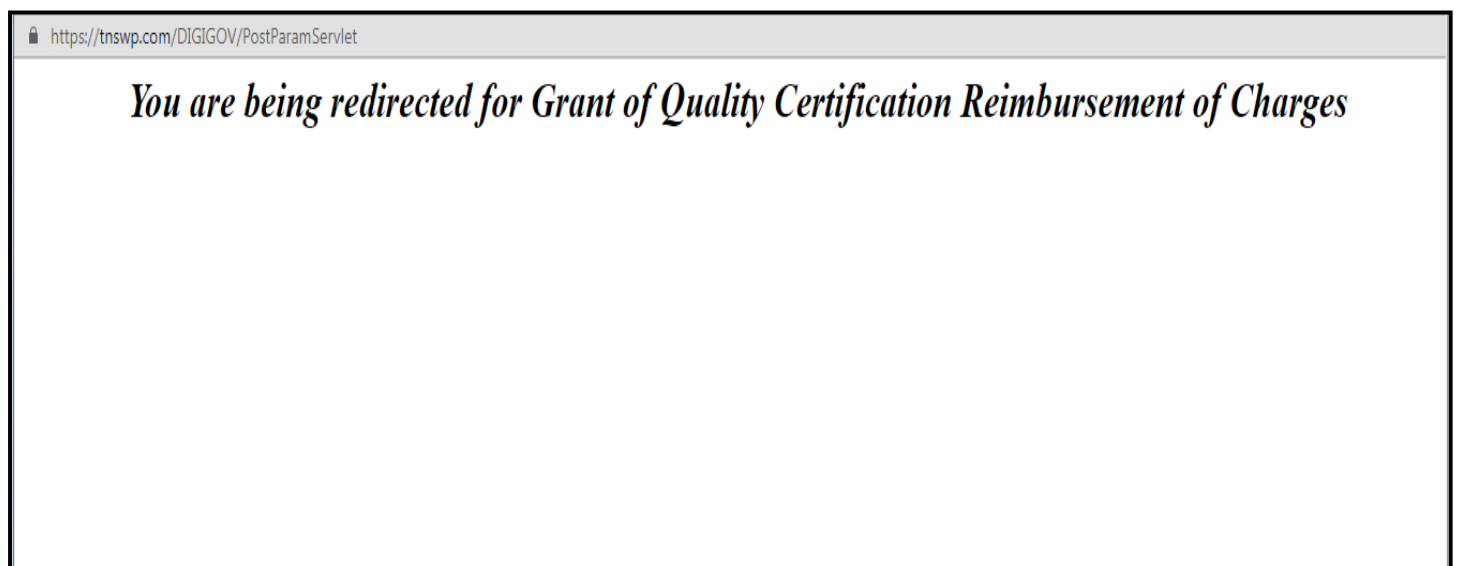 https://tnswp.com/DIGIGOV/PostParamServlet
You are being redirected for Grant of Quality Certification Reimbursement of Charges